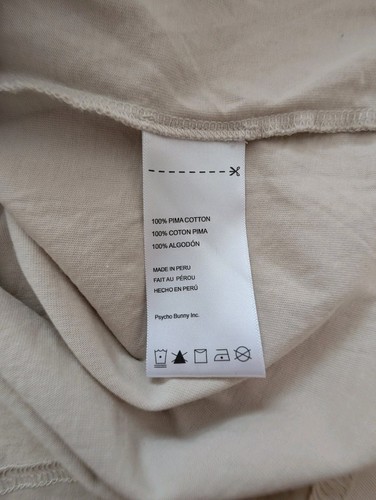 100% PIMA COTTON
100% COTON PIMA
100% ALGODÓN
MADE IN PERU
FAIT AU PÉROU
HECHO EN PERÚ
Psycho Bunny Inc.